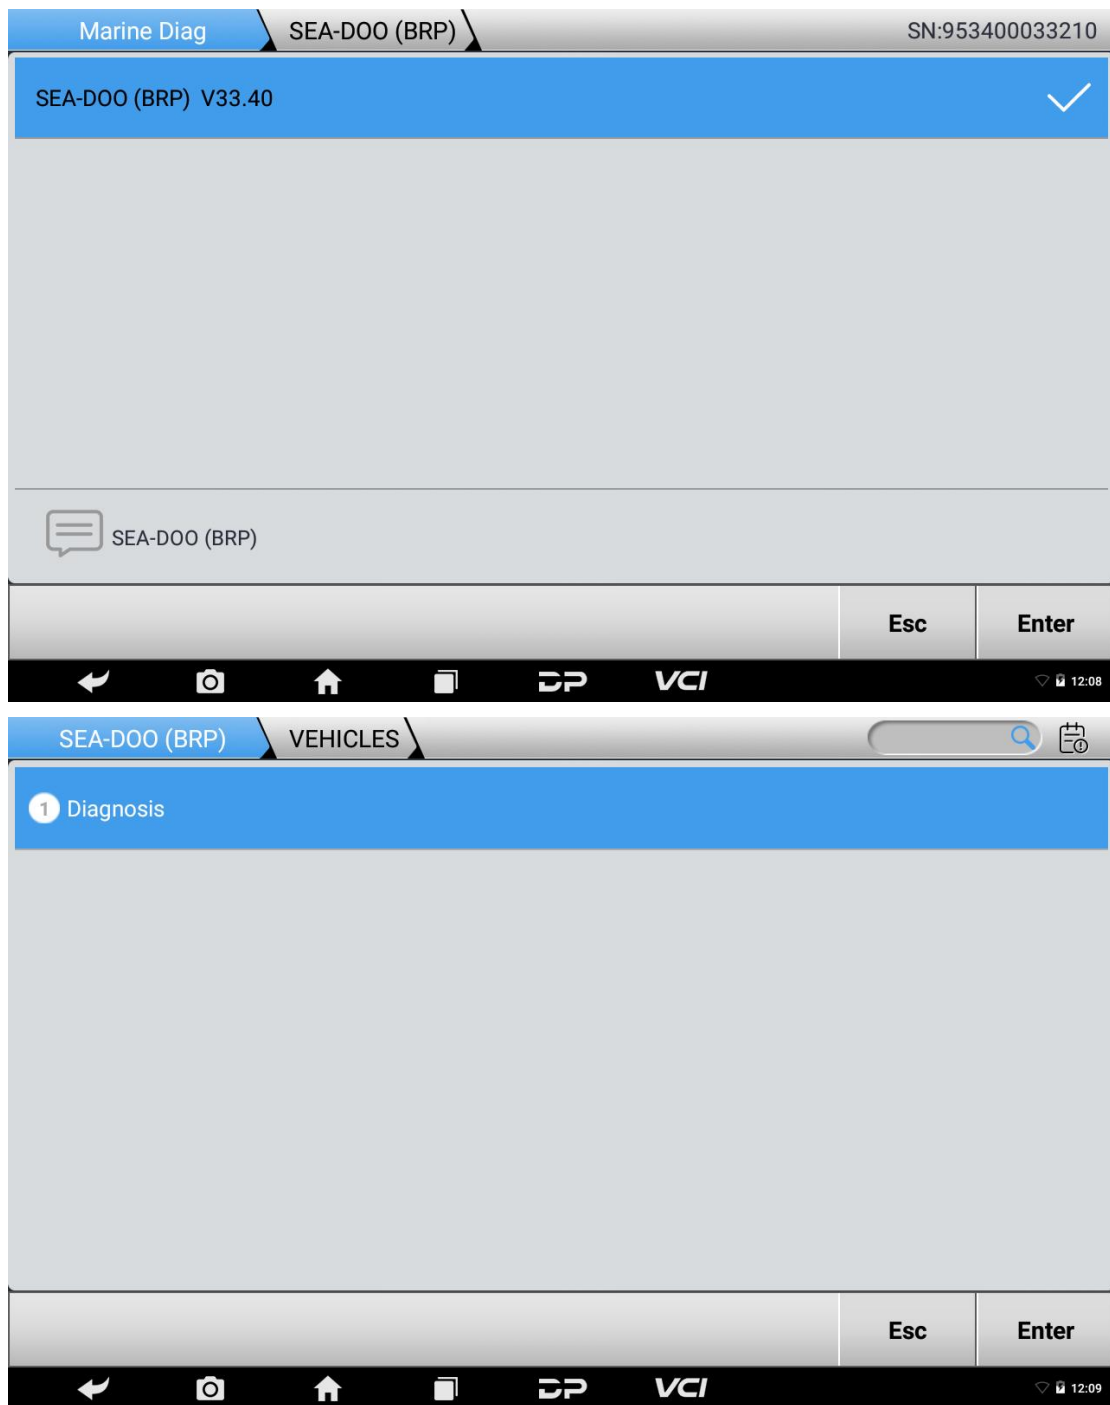 Marine Diag SEA-DOO (BRP) SN:953400033210
SEA-DOO (BRP) V33.40
SEA-DOO (BRP)
Esc Enter
DP VCI 12:08
SEA-DOO (BRP) VEHICLES
1 Diagnosis
Esc Enter
DP VCI 12:09